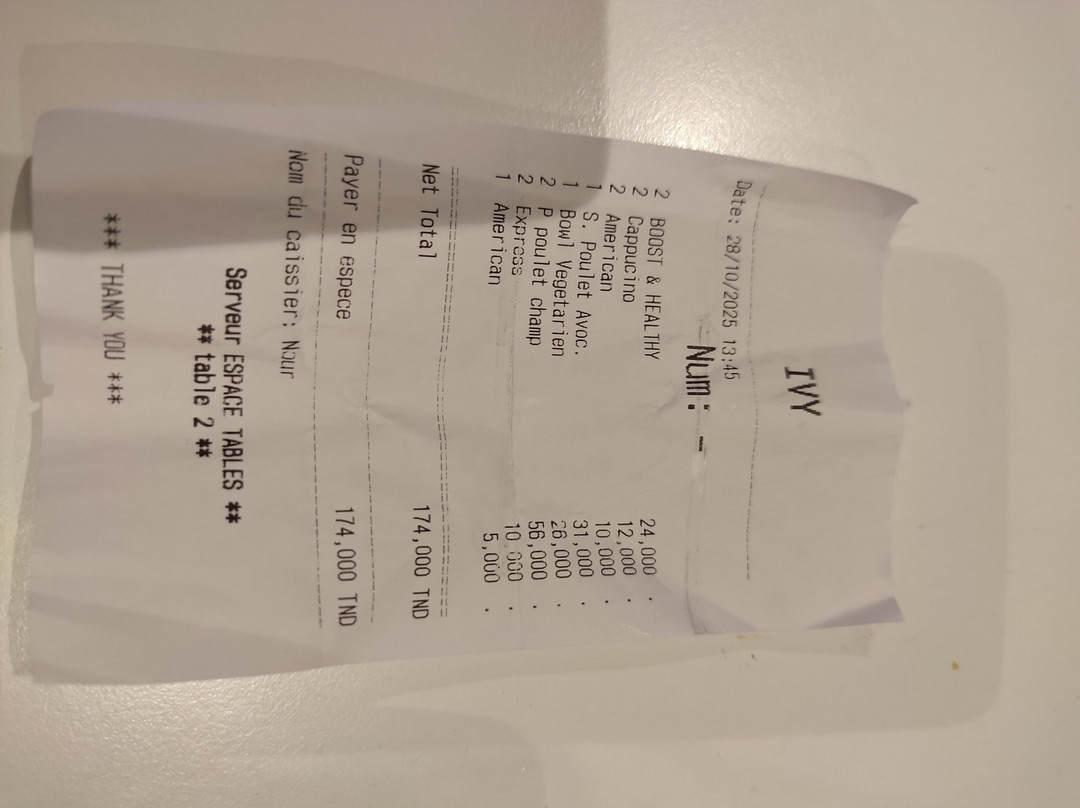 IVY
Date: 28/10/2025 13:45
Num: -
2 BOOST & HEALTHY 24,000 .
2 Cappucino 12,000 .
2 American 10,000 .
1 S. Poulet Avoc. 31,000 .
1 Bowl Vegetarien 26,000 .
2 P poulet champ 56,000 .
2 Express 10,000 .
1 American 5,000 .
Net Total 174,000 TND
Payer en espece 174,000 TND
Nom du caissier: Nour
Serveur ESPACE TABLES **
** table 2 **
*** THANK YOU ***